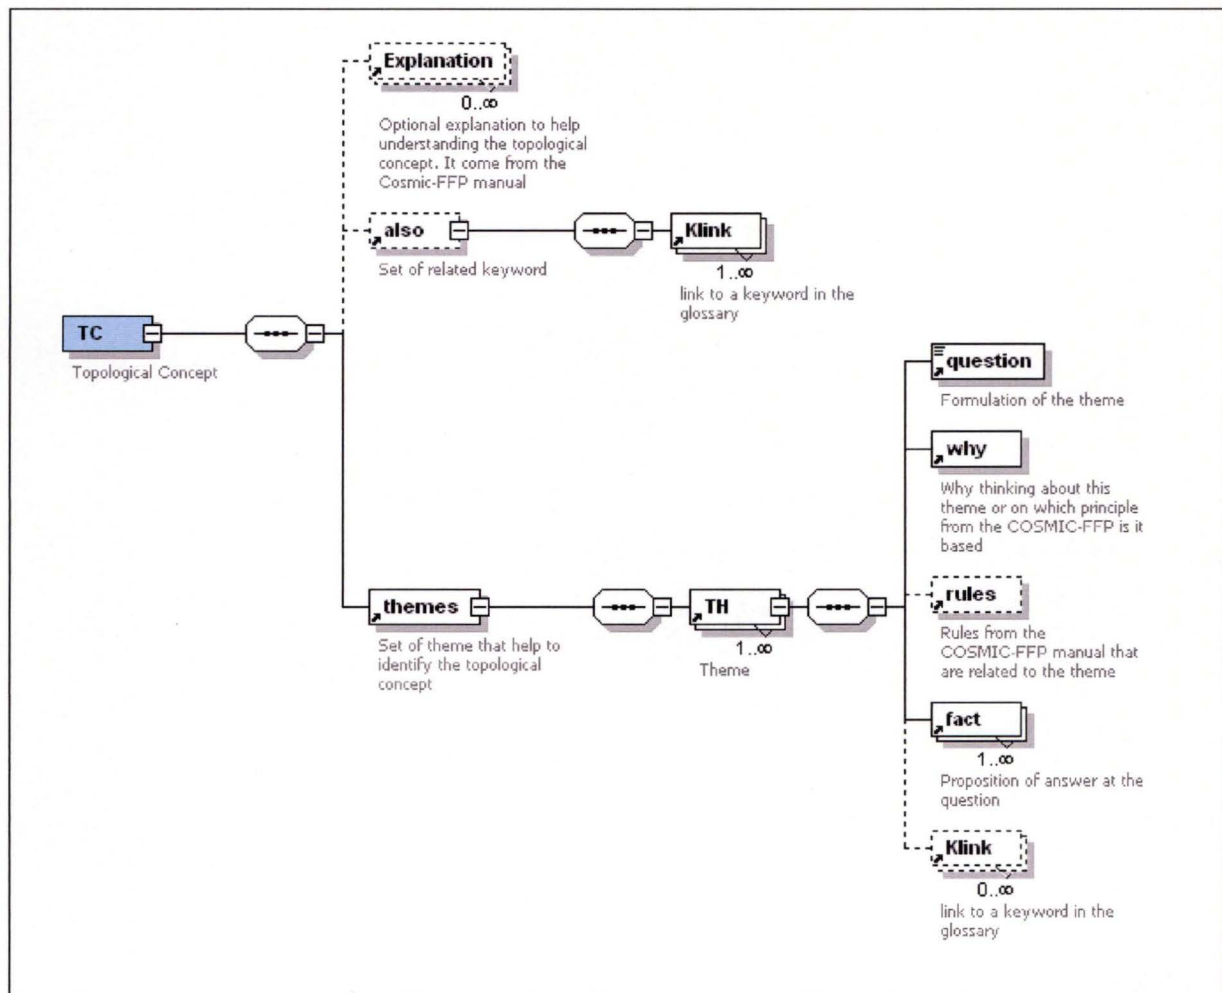 Explanation
0..∞
Optional explanation to help
understanding the topological
concept. It come from the
Cosmic-FFP manual
also
Set of related keyword
Klink
1..∞
link to a keyword in the
glossary
TC
Topological Concept
themes
Set of theme that help to
identify the topological
concept
TH
1..∞
Theme
question
Formulation of the theme
why
Why thinking about this
theme or on which principle
from the COSMIC-FFP is it
based
rules
Rules from the
COSMIC-FFP manual that
are related to the theme
fact
1..∞
Proposition of answer at the
question
Klink
0..∞
link to a keyword in the
glossary